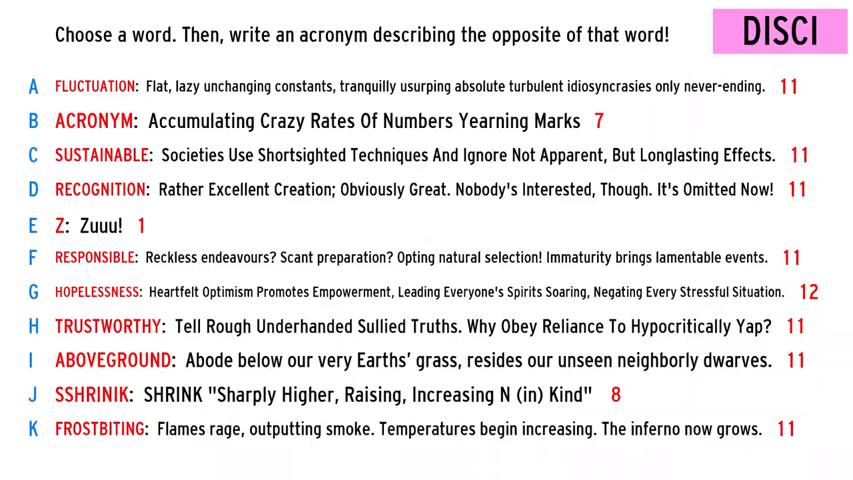 Choose a word. Then, write an acronym describing the opposite of that word!
DISCI
A FLUCTUATION: Flat, lazy unchanging constants, tranquilly usurping absolute turbulent idiosyncrasies only never-ending. 11
B ACRONYM: Accumulating Crazy Rates Of Numbers Yearning Marks 7
C SUSTAINABLE: Societies Use Shortsighted Techniques And Ignore Not Apparent, But Longlasting Effects. 11
D RECOGNITION: Rather Excellent Creation; Obviously Great. Nobody's Interested, Though. It's Omitted Now! 11
E Z: Zuuu! 1
F RESPONSIBLE: Reckless endeavours? Scant preparation? Opting natural selection! Immaturity brings lamentable events. 11
G HOPELESSNESS: Heartfelt Optimism Promotes Empowerment, Leading Everyone's Spirits Soaring, Negating Every Stressful Situation. 12
H TRUSTWORTHY: Tell Rough Underhanded Sullied Truths. Why Obey Reliance To Hypocritically Yap? 11
I ABOVEGROUND: Abode below our very Earths’ grass, resides our unseen neighborly dwarves. 11
J SSHRINIK: SHRINK "Sharply Higher, Raising, Increasing N (in) Kind" 8
K FROSTBITING: Flames rage, outputting smoke. Temperatures begin increasing. The inferno now grows. 11